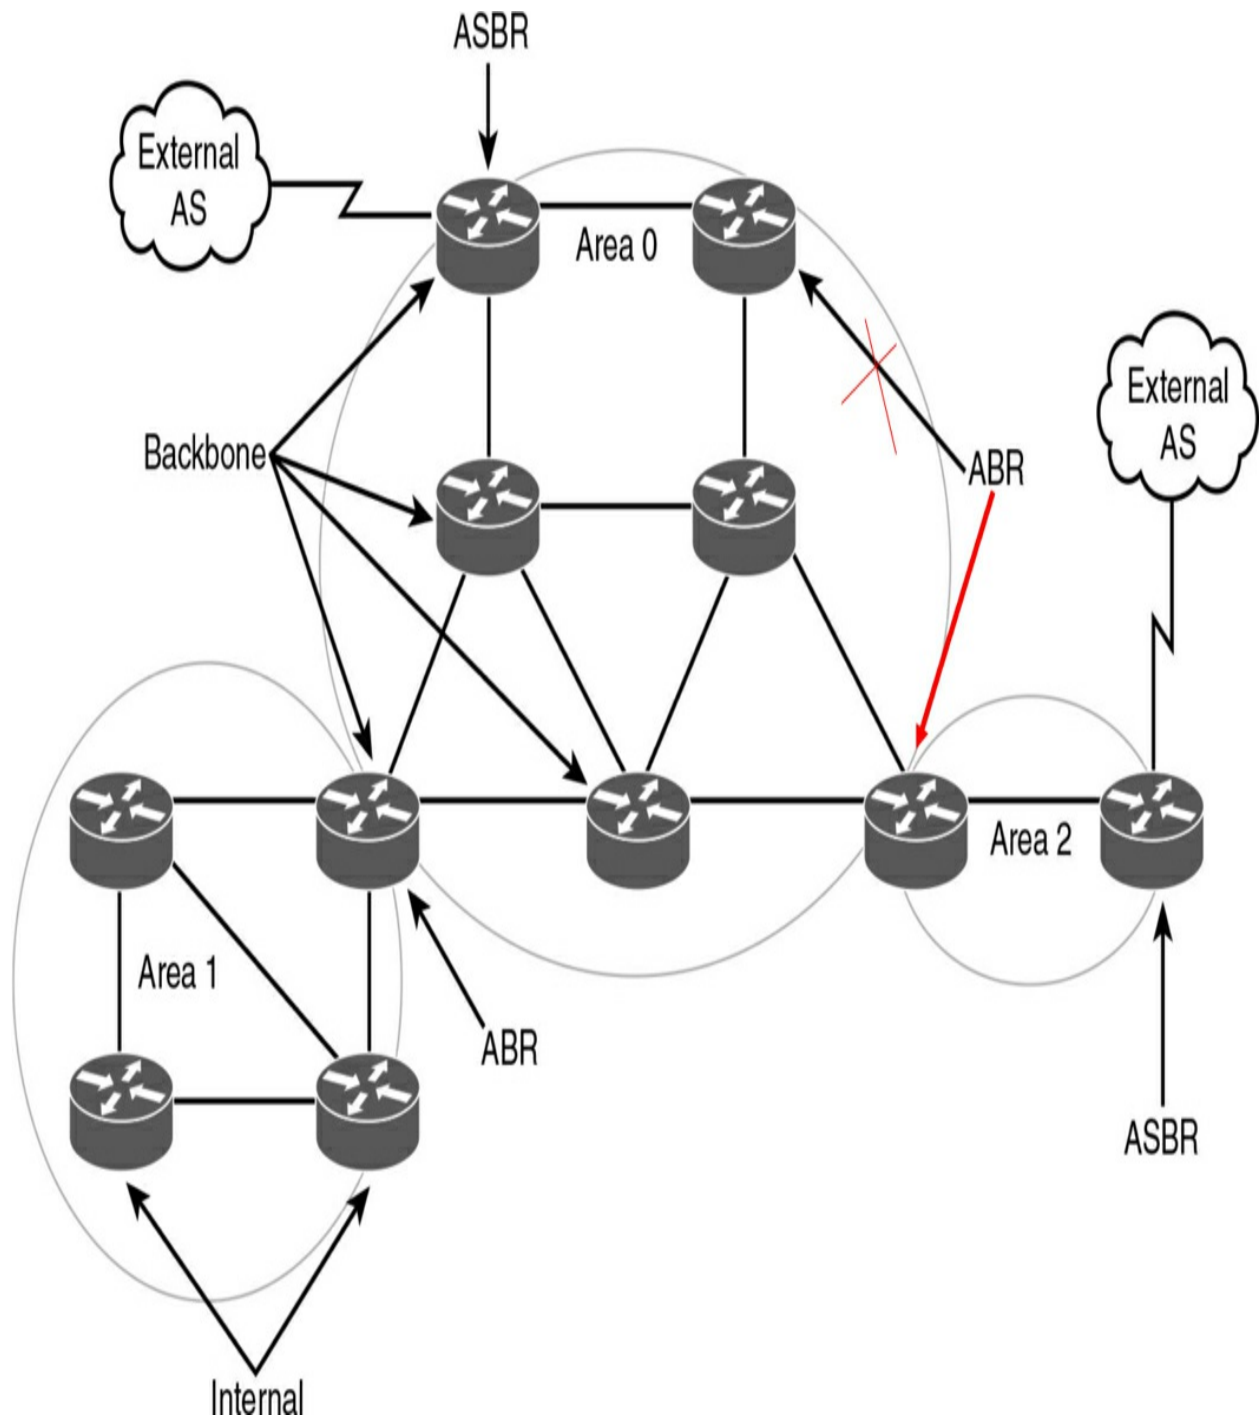 ASBR
External
AS
Area 0
External
AS
Backbone
ABR
Area 2
Area 1
ABR
ASBR
Internal